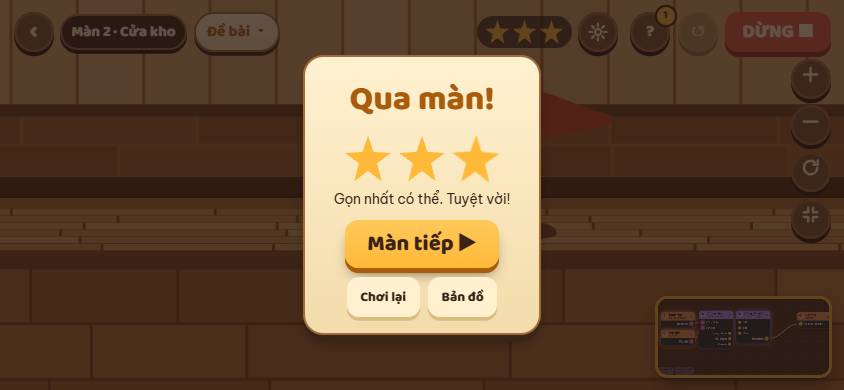 Màn 2 · Cửa kho
Đề bài
1
?
DỪNG
Qua màn!
Gọn nhất có thể. Tuyệt vời!
Màn tiếp
Chơi lại
Bản đồ